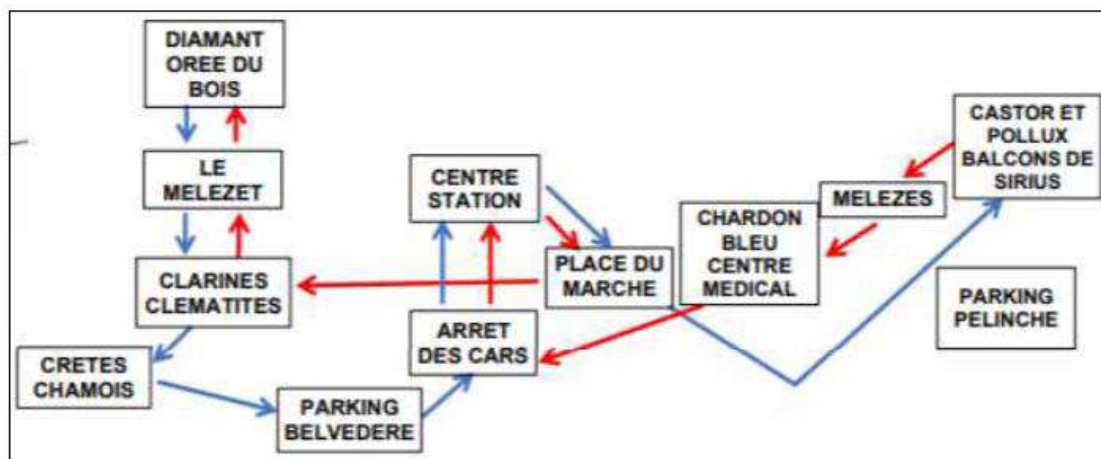 DIAMANT
OREE DU
BOIS
LE
MELEZET
CLARINES
CLEMATITES
CRETES
CHAMOIS
PARKING
BELVEDERE
CENTRE
STATION
ARRET
DES CARS
PLACE DU
MARCHE
CHARDON
BLEU
CENTRE
MEDICAL
MELEZES
CASTOR ET
POLLUX
BALCONS DE
SIRIUS
PARKING
PELINCHE